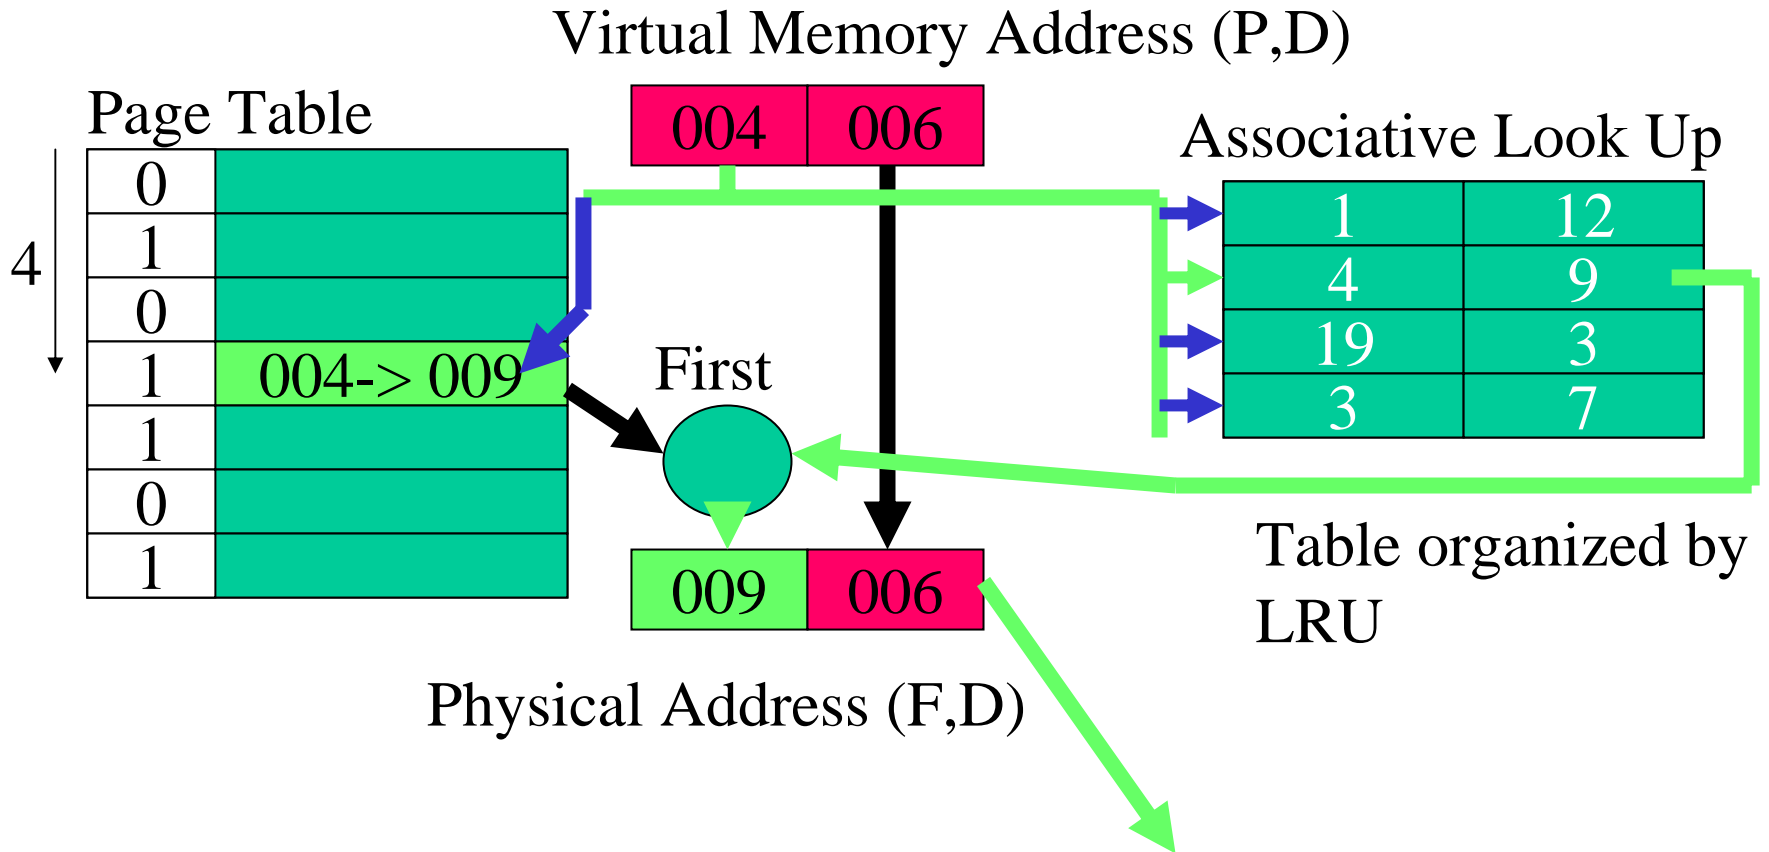 Virtual Memory Address (P,D)
Page Table
004 006
Associative Look Up
4
0
1
0
1 004-> 009
1
0
1
First
1 12
4 9
19 3
3 7
009 006
Table organized by
LRU
Physical Address (F,D)